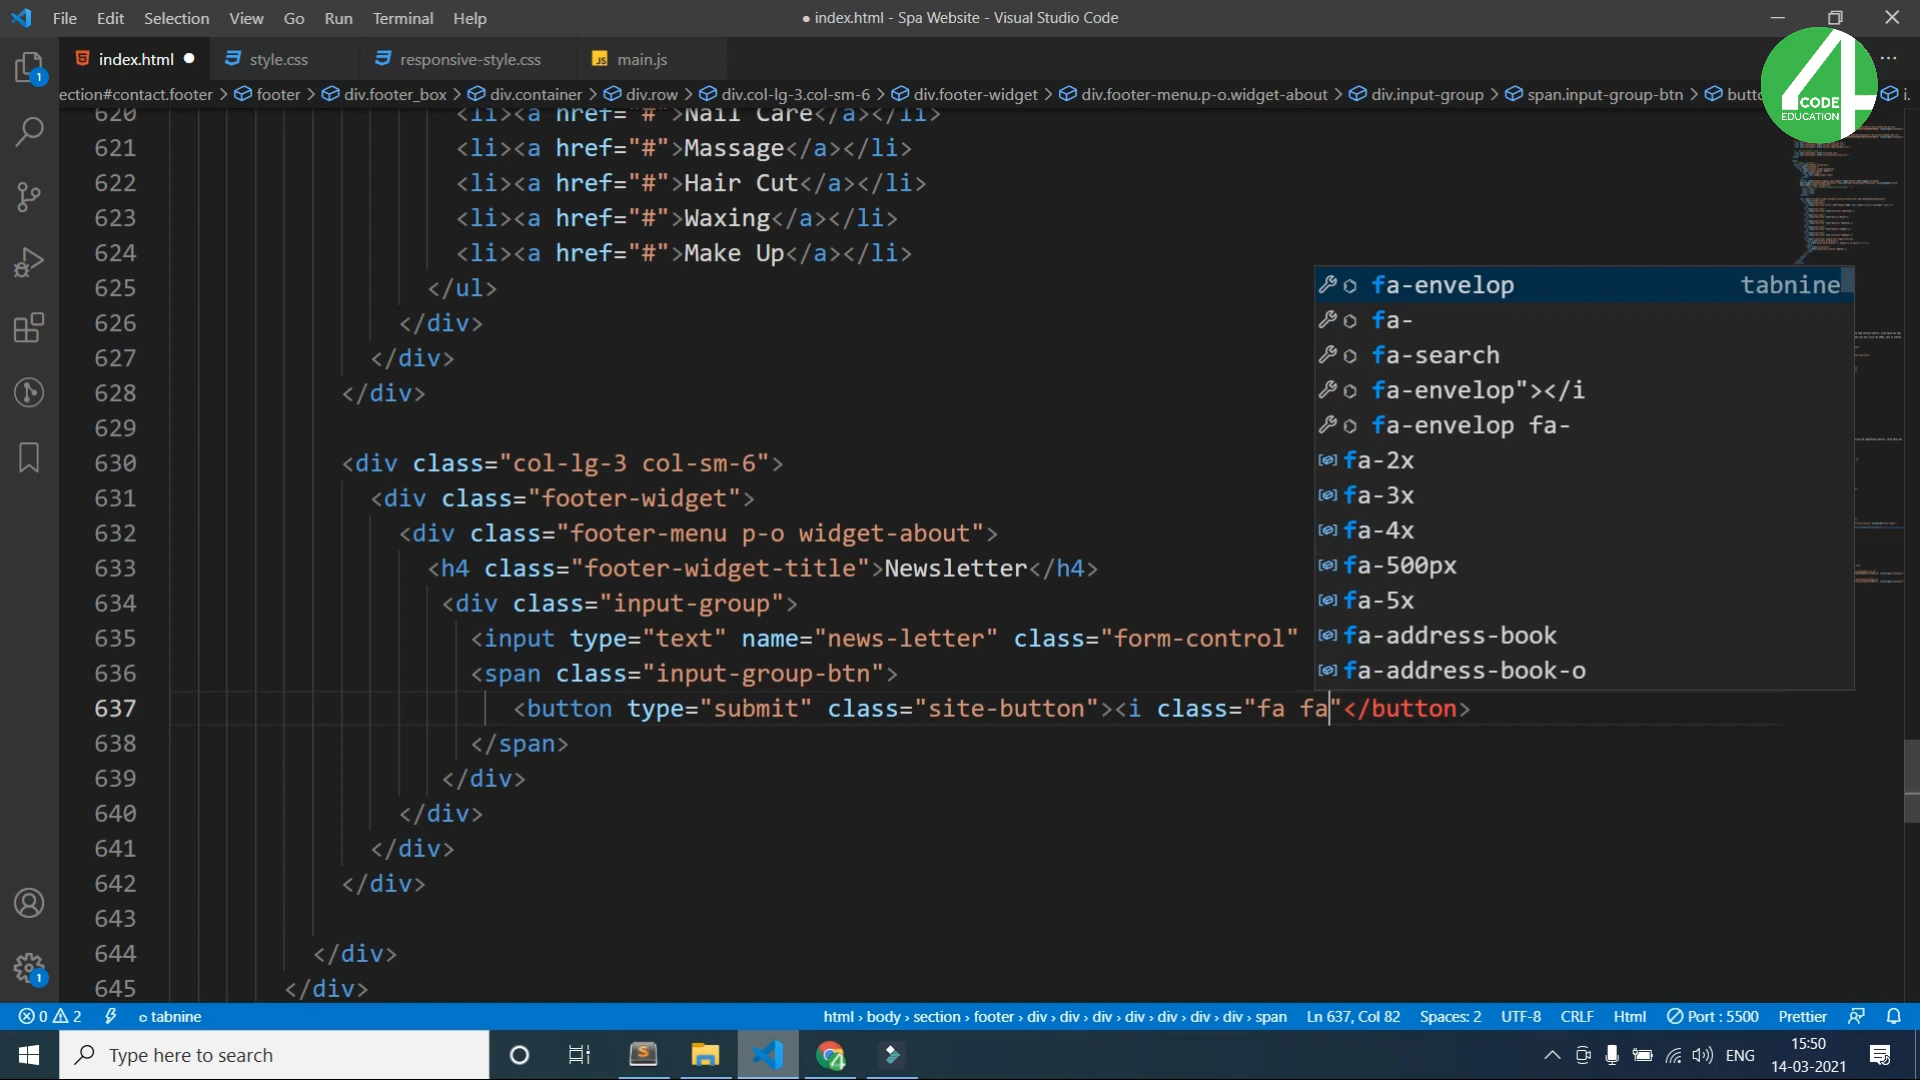 File Edit Selection View Go Run Terminal Help
● index.html - Spa Website - Visual Studio Code
index.html ● style.css responsive-style.css JS main.js
ection#contact.footer > footer > div.footer_box > div.container > div.row > div.col-lg-3.col-sm-6 > div.footer-widget > div.footer-menu.p-o.widget-about > div.input-group > span.input-group-btn > i.
4 CODE EDUCATION
620 <li><a href="#">Nail Care</a></li>
621 <li><a href="#">Massage</a></li>
622 <li><a href="#">Hair Cut</a></li>
623 <li><a href="#">Waxing</a></li>
624 <li><a href="#">Make Up</a></li>
625 </ul>
626 </div>
627 </div>
628 </div>
629
630 <div class="col-lg-3 col-sm-6">
631 <div class="footer-widget">
632 <div class="footer-menu p-o widget-about">
633 <h4 class="footer-widget-title">Newsletter</h4>
634 <div class="input-group">
635 <input type="text" name="news-letter" class="form-control"
636 <span class="input-group-btn">
637 <button type="submit" class="site-button"><i class="fa fa"</button>
638 </span>
639 </div>
640 </div>
641 </div>
642 </div>
643
644 </div>
645 </div>
fa-envelop tabnine
fa-
fa-search
fa-envelop"></i
fa-envelop fa-
fa-2x
fa-3x
fa-4x
fa-500px
fa-5x
fa-address-book
fa-address-book-o
1
1
0 2 tabnine
html › body › section › footer › div › div › div › div › div › div › div › span Ln 637, Col 82 Spaces: 2 UTF-8 CRLF Html Port : 5500 Prettier
Type here to search
ENG
15:50
14-03-2021